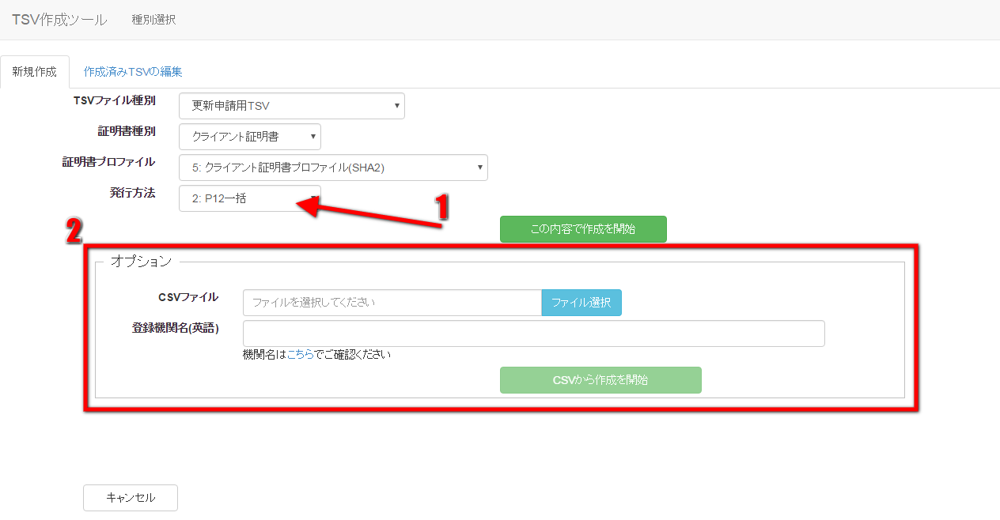 TSV作成ツール 種別選択
新規作成 作成済みTSVの編集
TSVファイル種別 更新申請用TSV
証明書種別 クライアント証明書
証明書プロファイル 5: クライアント証明書プロファイル(SHA2)
発行方法 2: P12一括
1
この内容で作成を開始
2
オプション
CSVファイル ファイルを選択してください ファイル選択
登録機関名(英語)
機関名はこちらでご確認ください
CSVから作成を開始
キャンセル